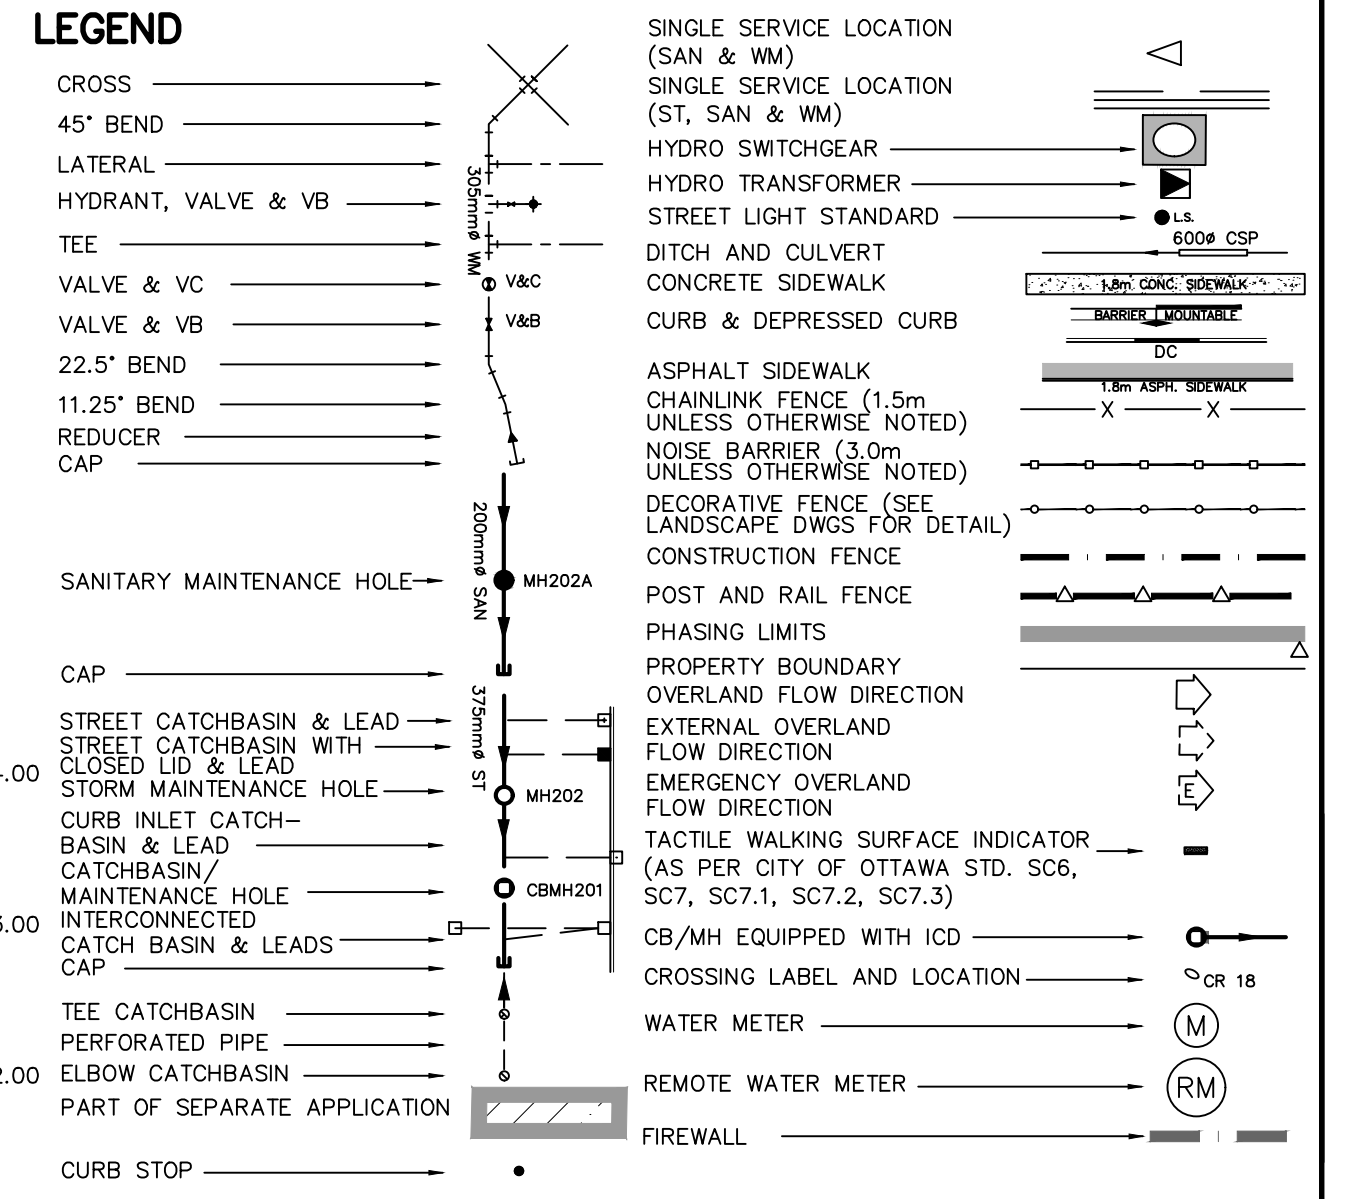 LEGEND
CROSS
45° BEND
LATERAL
HYDRANT, VALVE & VB
TEE
VALVE & VC
VALVE & VB
22.5° BEND
11.25° BEND
REDUCER
CAP
SANITARY MAINTENANCE HOLE
CAP
STREET CATCHBASIN & LEAD
STREET CATCHBASIN WITH
CLOSED LID & LEAD
STORM MAINTENANCE HOLE
CURB INLET CATCH-
BASIN & LEAD
CATCHBASIN/
MAINTENANCE HOLE
INTERCONNECTED
CATCH BASIN & LEADS
CAP
TEE CATCHBASIN
PERFORATED PIPE
ELBOW CATCHBASIN
PART OF SEPARATE APPLICATION
CURB STOP
.00
.00
2.00
305mmø WM
V&C
V&B
200mmø SAN
MH202A
375mmø ST
MH202
CBMH201
SINGLE SERVICE LOCATION
(SAN & WM)
SINGLE SERVICE LOCATION
(ST, SAN & WM)
HYDRO SWITCHGEAR
HYDRO TRANSFORMER
STREET LIGHT STANDARD
L.S.
DITCH AND CULVERT
600ø CSP
CONCRETE SIDEWALK
1.8m CONC. SIDEWALK
CURB & DEPRESSED CURB
BARRIER MOUNTABLE
DC
ASPHALT SIDEWALK
1.8m ASPH. SIDEWALK
CHAINLINK FENCE (1.5m
UNLESS OTHERWISE NOTED)
NOISE BARRIER (3.0m
UNLESS OTHERWISE NOTED)
DECORATIVE FENCE (SEE
LANDSCAPE DWGS FOR DETAIL)
CONSTRUCTION FENCE
POST AND RAIL FENCE
PHASING LIMITS
PROPERTY BOUNDARY
OVERLAND FLOW DIRECTION
EXTERNAL OVERLAND
FLOW DIRECTION
EMERGENCY OVERLAND
FLOW DIRECTION
E
TACTILE WALKING SURFACE INDICATOR
(AS PER CITY OF OTTAWA STD. SC6,
SC7, SC7.1, SC7.2, SC7.3)
CB/MH EQUIPPED WITH ICD
CROSSING LABEL AND LOCATION
CR 18
WATER METER
M
REMOTE WATER METER
RM
FIREWALL